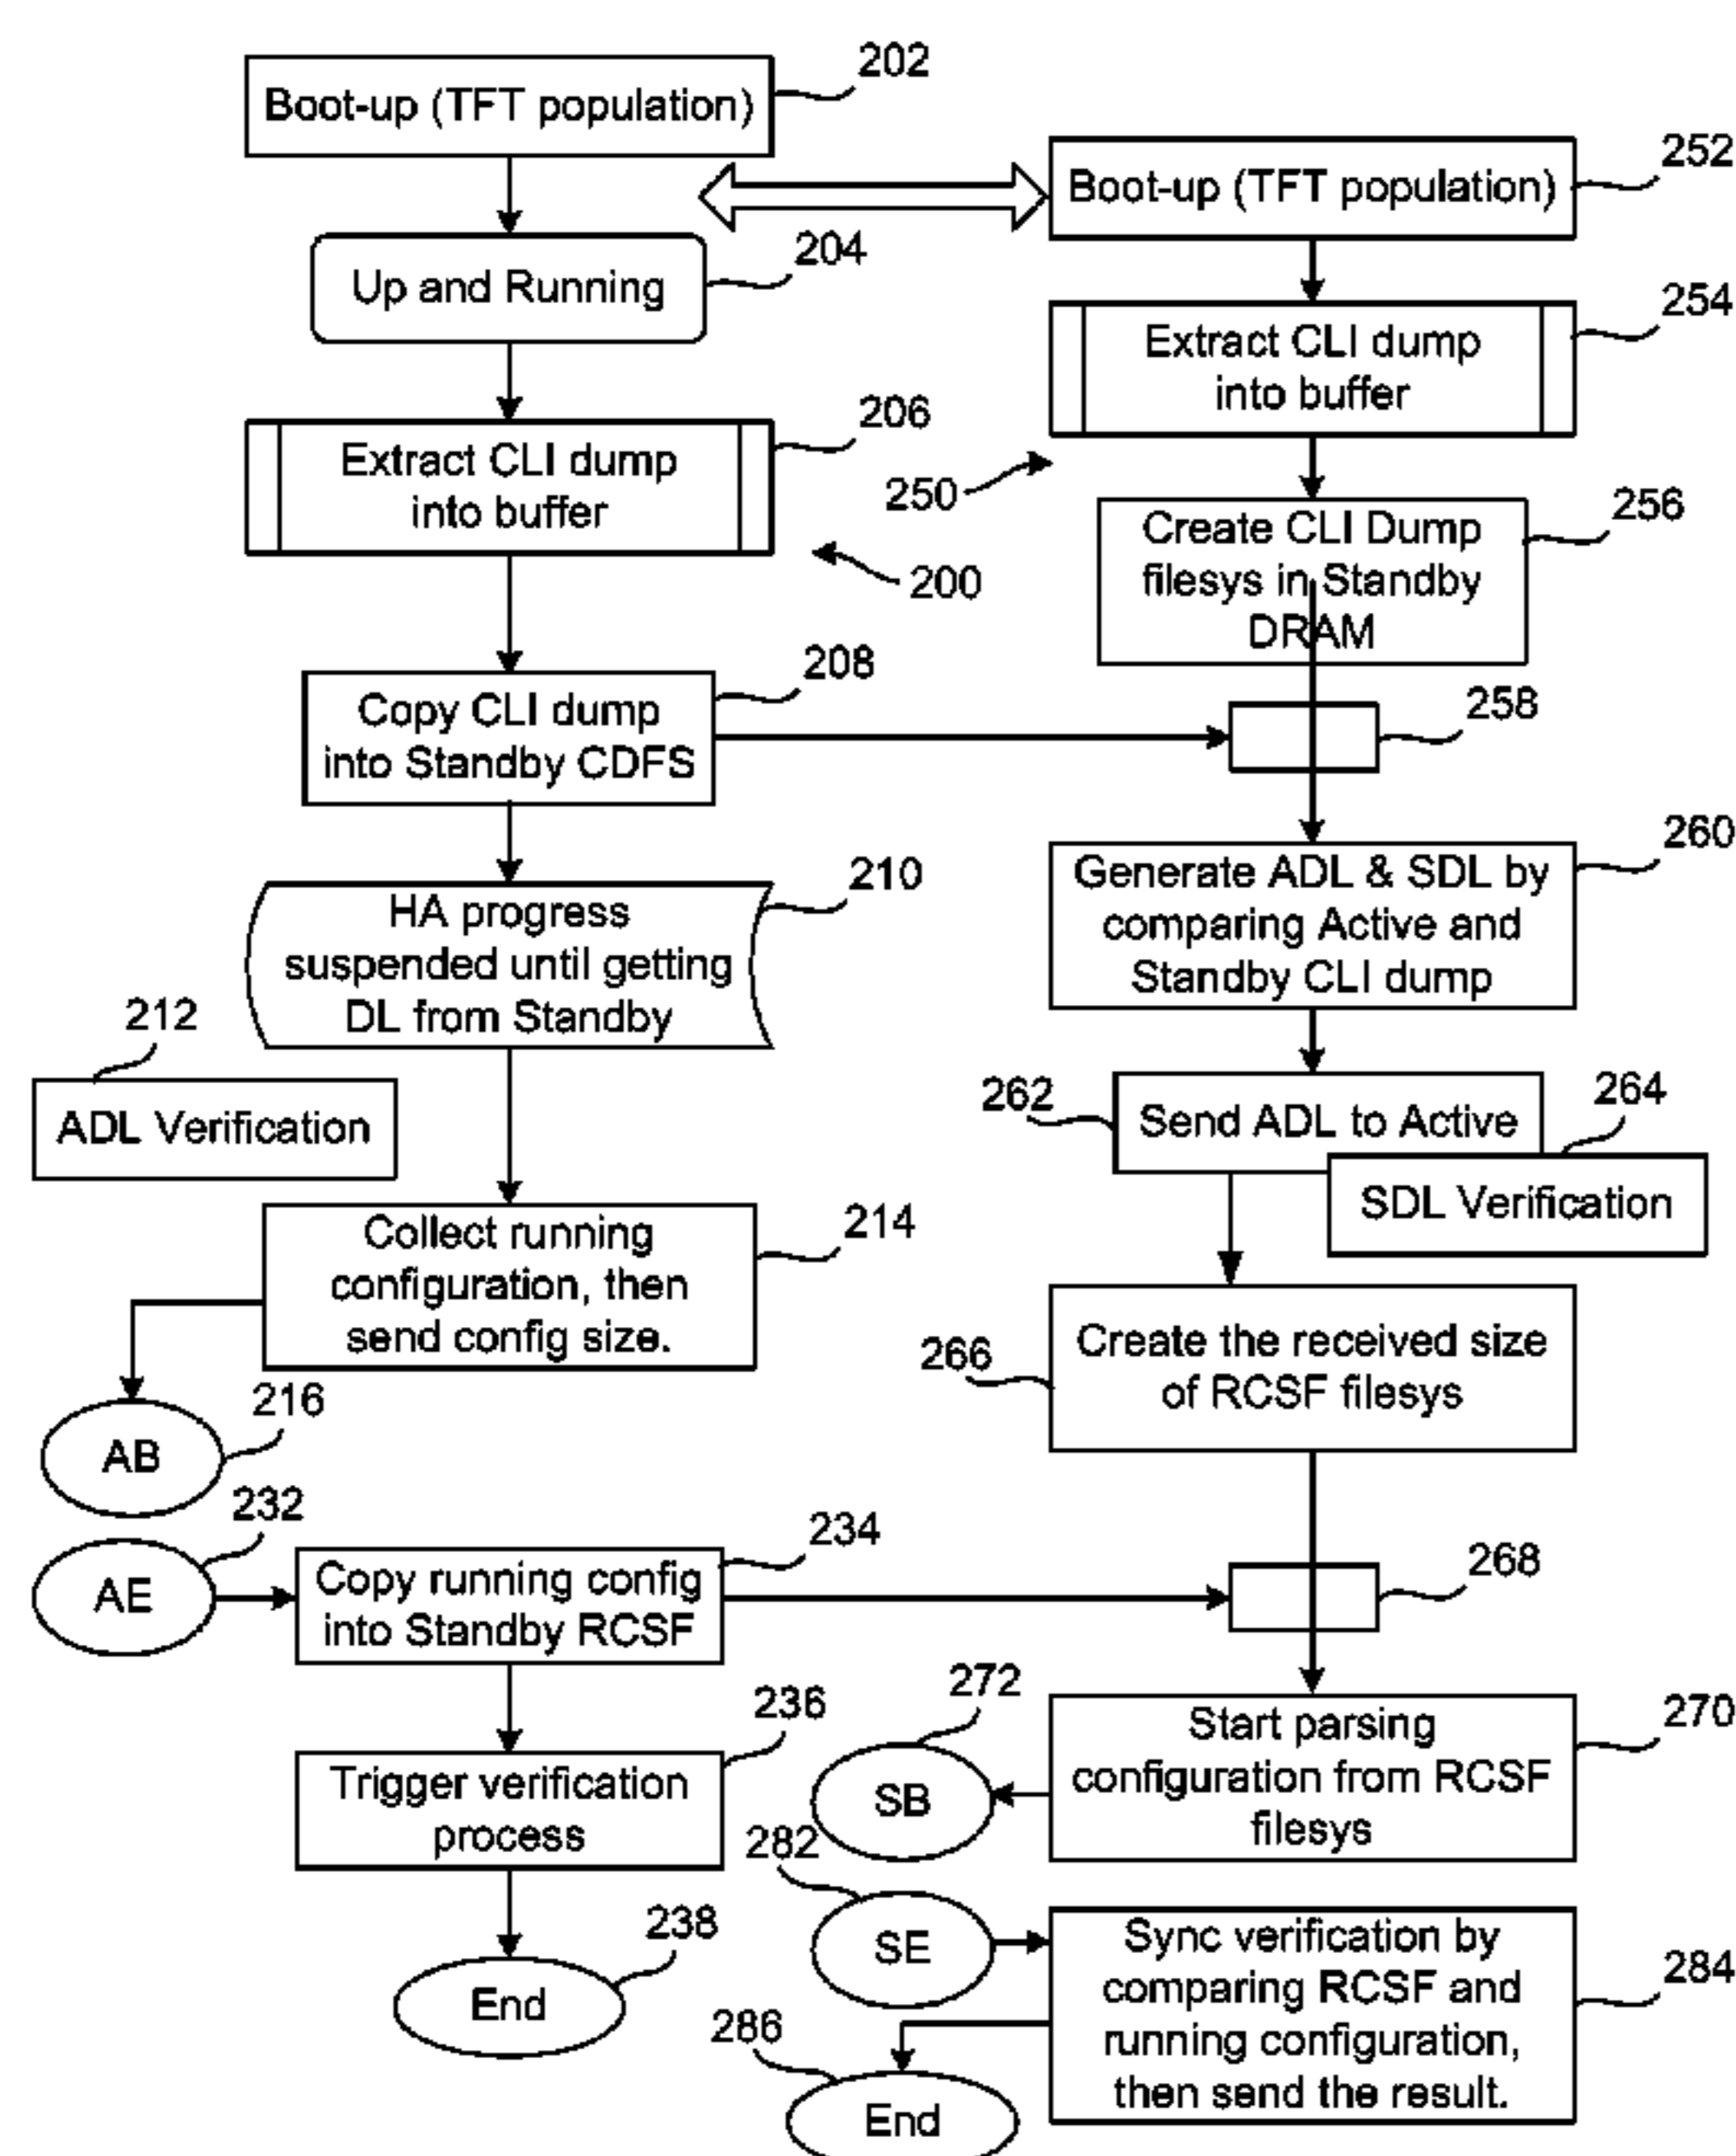 202
Boot-up (TFT population)
252
Boot-up (TFT population)
204
Up and Running
254
Extract CLI dump
into buffer
206
Extract CLI dump
into buffer
250
200
256
Create CLI Dump
filesys in Standby
DRAM
208
Copy CLI dump
into Standby CDFS
258
210
HA progress
suspended until getting
DL from Standby
260
Generate ADL & SDL by
comparing Active and
Standby CLI dump
212
ADL Verification
262
Send ADL to Active
264
SDL Verification
214
Collect running
configuration, then
send config size.
266
Create the received size
of RCSF filesys
216
AB
232
AE
234
Copy running config
into Standby RCSF
268
236
Trigger verification
process
272
SB
270
Start parsing
configuration from RCSF
filesys
282
SE
238
End
284
Sync verification by
comparing RCSF and
running configuration,
then send the result.
286
End